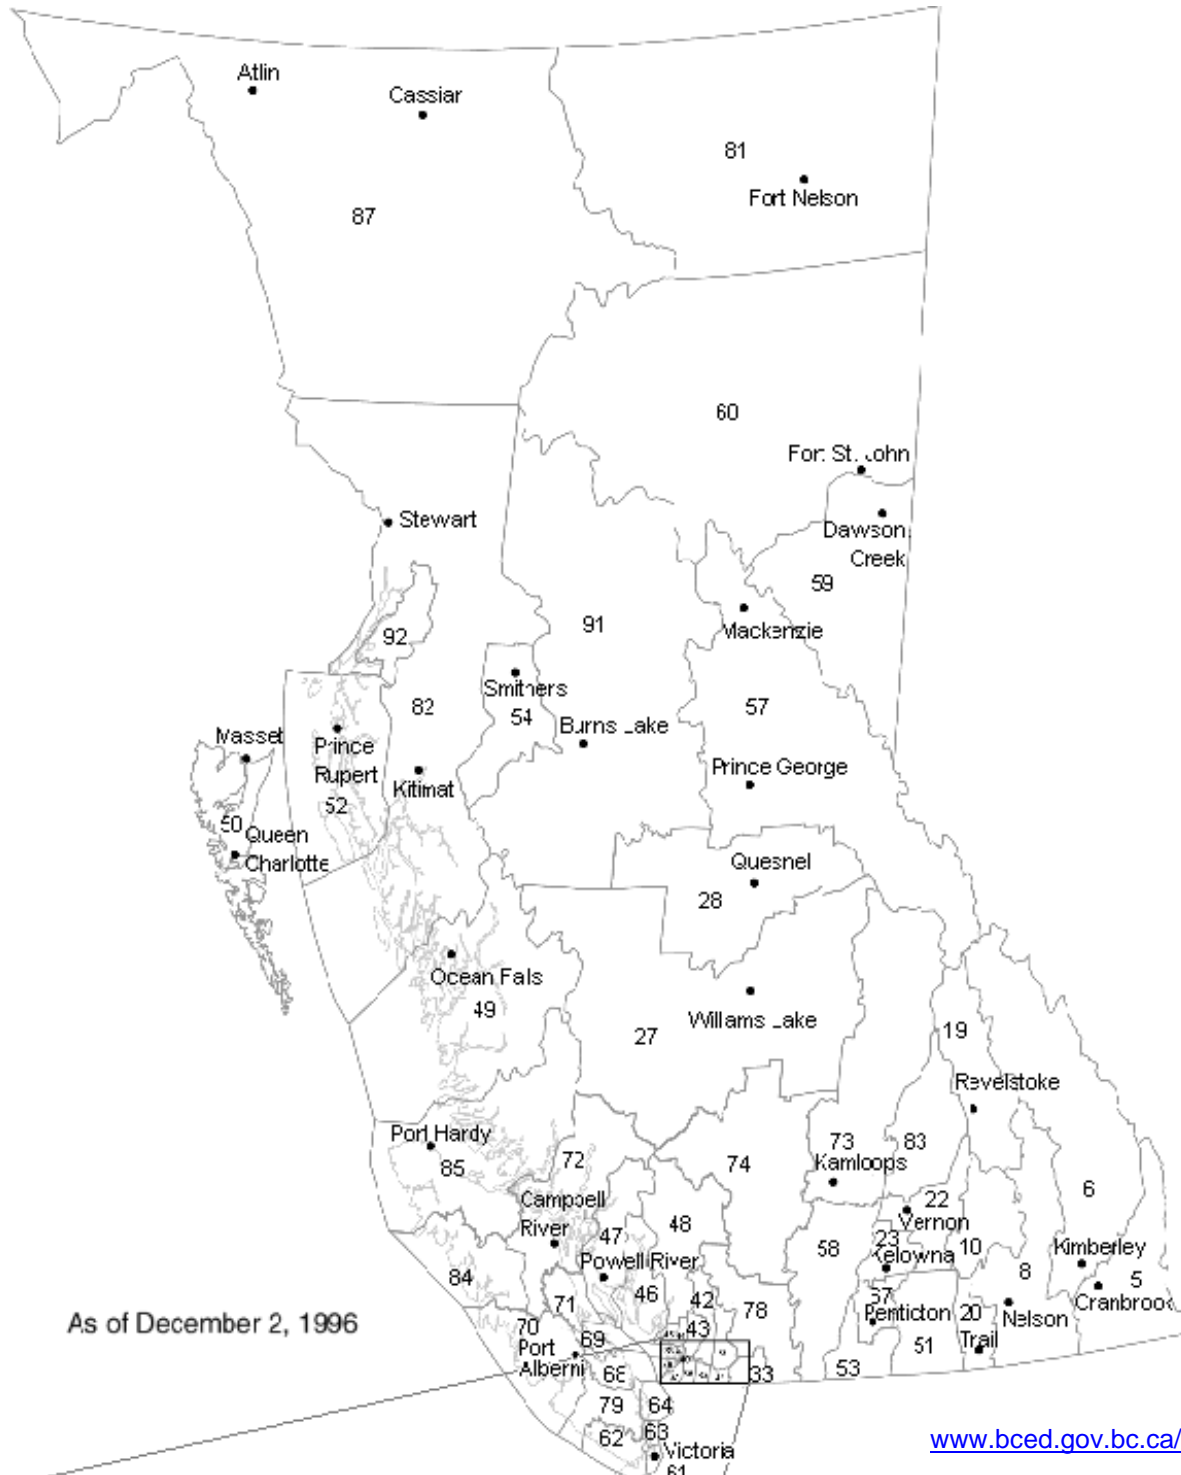 Atlin
Cassiar
81
Fort Nelson
87
60
Fort St. John
Stewart
Dawson
Creek
59
92
91
Mackenzie
Smithers
54
82
57
Masset
Prince
Rupert
52
Burns Lake
Kitimat
Prince George
50
Queen
Charlotte
Quesnel
28
Ocean Falls
49
Williams Lake
27
19
Revelstoke
Port Hardy
85
72
74
73
Kamloops
83
6
Campbell
River
47
48
22
Vernon
23
Kelowna
58
10
8
Kimberley
5
Cranbrook
84
Powell River
46
42
78
71
67
Penticton
20
Nelson
Trail
51
53
As of December 2, 1996
70
Port
Alberni
69
43
68
33
79
64
62
63
Victoria
61
www.bced.gov.bc.ca/